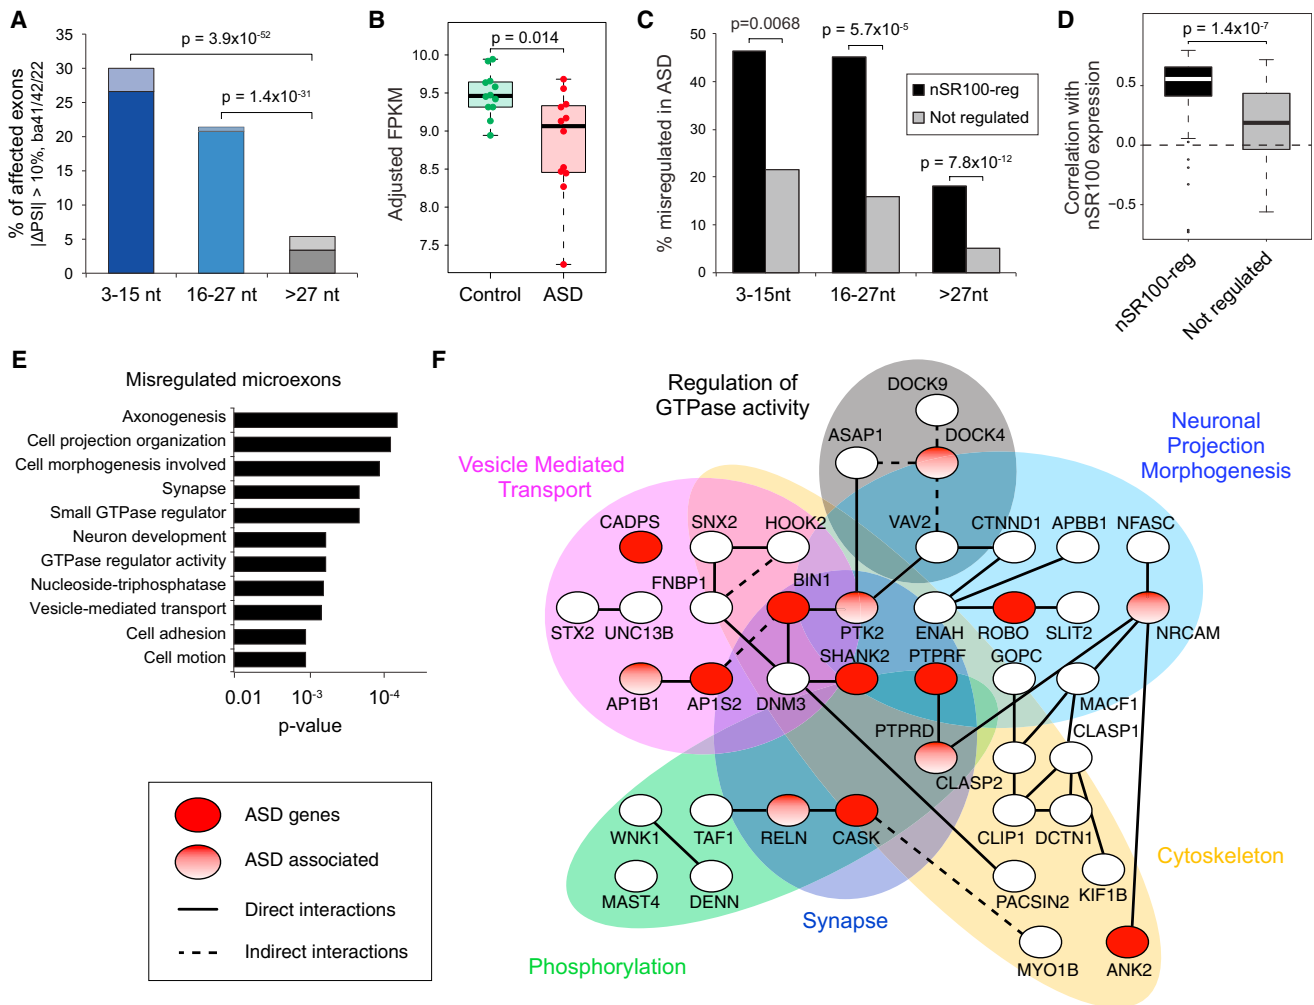 A
% of affected exons
|ΔPSI| > 10%, ba41/42/22
35
30
25
20
15
10
5
0
p = 3.9x10-52
p = 1.4x10-31
3-15 nt
16-27 nt
>27 nt
B
Adjusted FPKM
10.0
9.5
9.0
8.5
8.0
7.5
p = 0.014
Control
ASD
C
% misregulated in ASD
50
40
30
20
10
0
p=0.0068
p = 5.7x10-5
nSR100-reg
Not regulated
p = 7.8x10-12
3-15nt
16-27nt
>27nt
D
Correlation with
nSR100 expression
0.5
0.0
−0.5
p = 1.4x10-7
nSR100-reg
Not regulated
E
Misregulated microexons
Axonogenesis
Cell projection organization
Cell morphogenesis involved
Synapse
Small GTPase regulator
Neuron development
GTPase regulator activity
Nucleoside-triphosphatase
Vesicle-mediated transport
Cell adhesion
Cell motion
0.01
10-3
10-4
p-value
ASD genes
ASD associated
Direct interactions
Indirect interactions
F
Regulation of
GTPase activity
Vesicle Mediated
Transport
Neuronal
Projection
Morphogenesis
DOCK9
ASAP1
DOCK4
CADPS
SNX2
HOOK2
VAV2
CTNND1
APBB1
NFASC
FNBP1
BIN1
STX2
UNC13B
PTK2
ENAH
ROBO
SLIT2
NRCAM
SHANK2
PTPRF
GOPC
AP1B1
AP1S2
DNM3
MACF1
PTPRD
CLASP1
CLASP2
WNK1
TAF1
RELN
CASK
CLIP1
DCTN1
MAST4
DENN
PACSIN2
KIF1B
MYO1B
ANK2
Cytoskeleton
Synapse
Phosphorylation